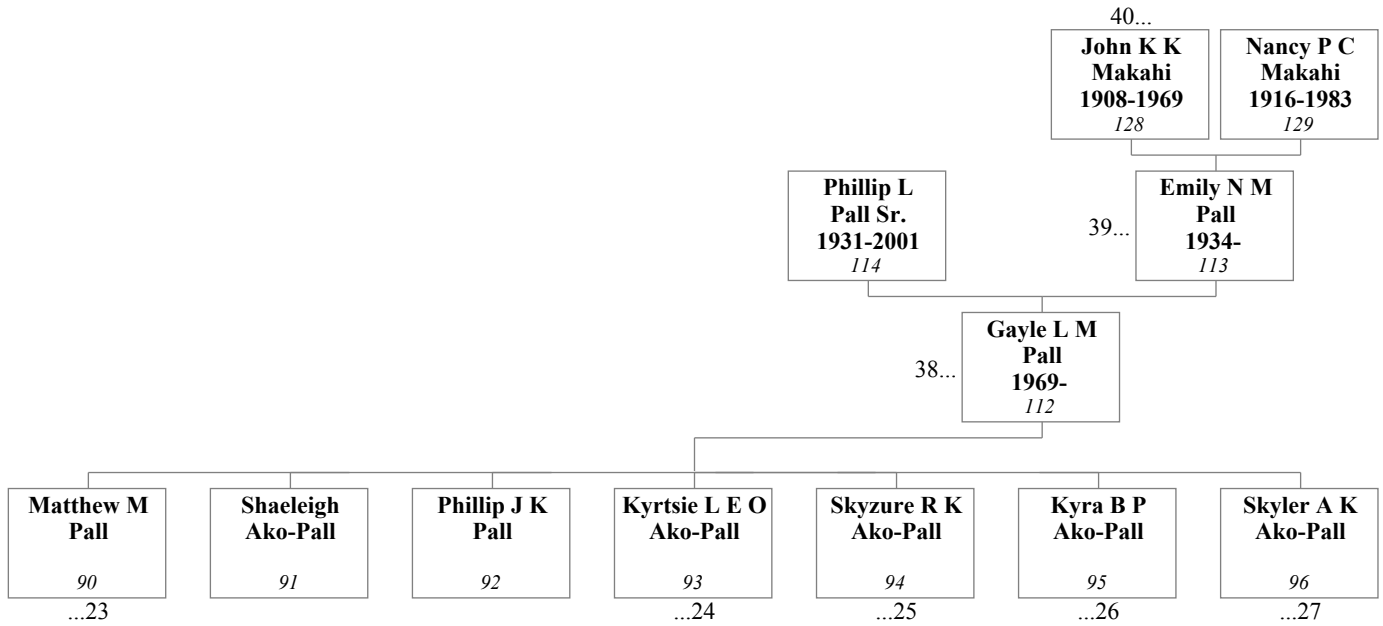 40...
John K K
Makahi
1908-1969
128
Nancy P C
Makahi
1916-1983
129
Phillip L
Pall Sr.
1931-2001
114
39...
Emily N M
Pall
1934-
113
38...
Gayle L M
Pall
1969-
112
Matthew M
Pall
90
...23
Shaeleigh
Ako-Pall
91
Phillip J K
Pall
92
Kyrtsie L E O
Ako-Pall
93
...24
Skyzure R K
Ako-Pall
94
...25
Kyra B P
Ako-Pall
95
...26
Skyler A K
Ako-Pall
96
...27